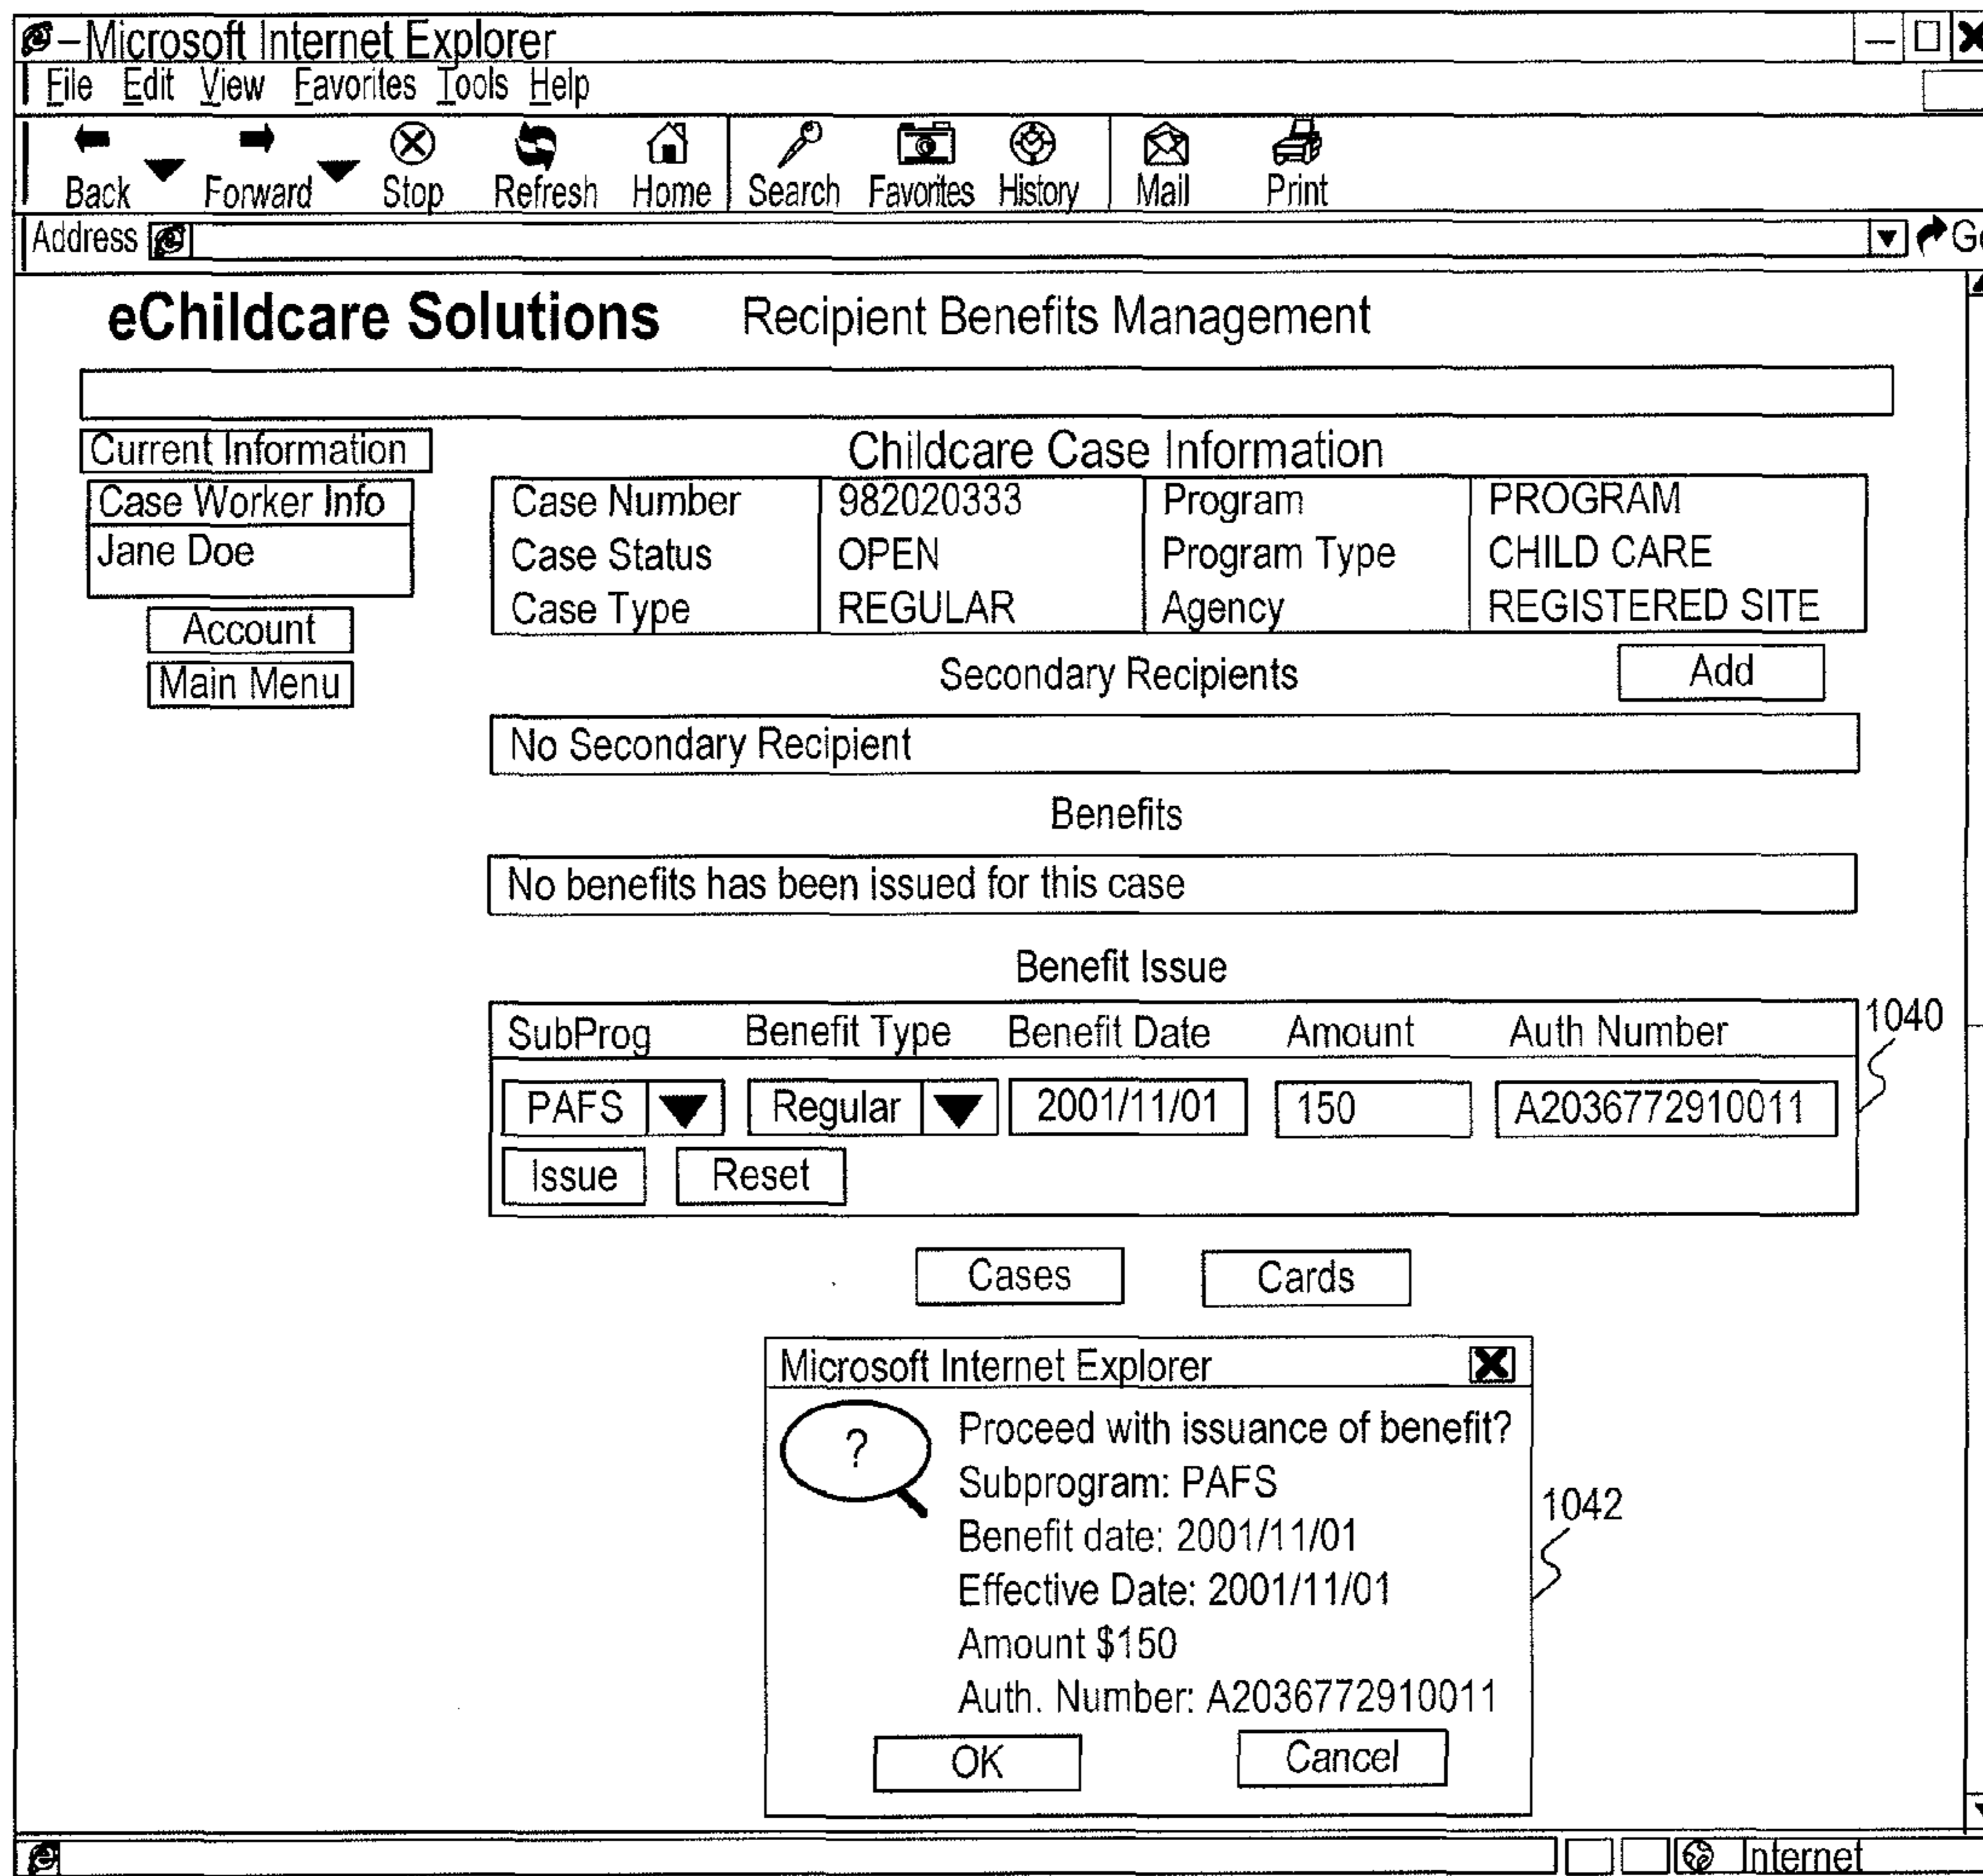 –Microsoft Internet Explorer
File Edit View Favorites Tools Help
Back Forward Stop Refresh Home Search Favorites History Mail Print
Address Go
eChildcare Solutions Recipient Benefits Management
Current Information
Case Worker Info
Jane Doe
Account
Main Menu
Childcare Case Information
Case Number 982020333 Program PROGRAM
Case Status OPEN Program Type CHILD CARE
Case Type REGULAR Agency REGISTERED SITE
Secondary Recipients Add
No Secondary Recipient
Benefits
No benefits has been issued for this case
Benefit Issue
SubProg Benefit Type Benefit Date Amount Auth Number 1040
PAFS Regular 2001/11/01 150 A2036772910011
Issue Reset
Cases Cards
Microsoft Internet Explorer
? Proceed with issuance of benefit?
Subprogram: PAFS
Benefit date: 2001/11/01 1042
Effective Date: 2001/11/01
Amount $150
Auth. Number: A2036772910011
OK Cancel
Internet